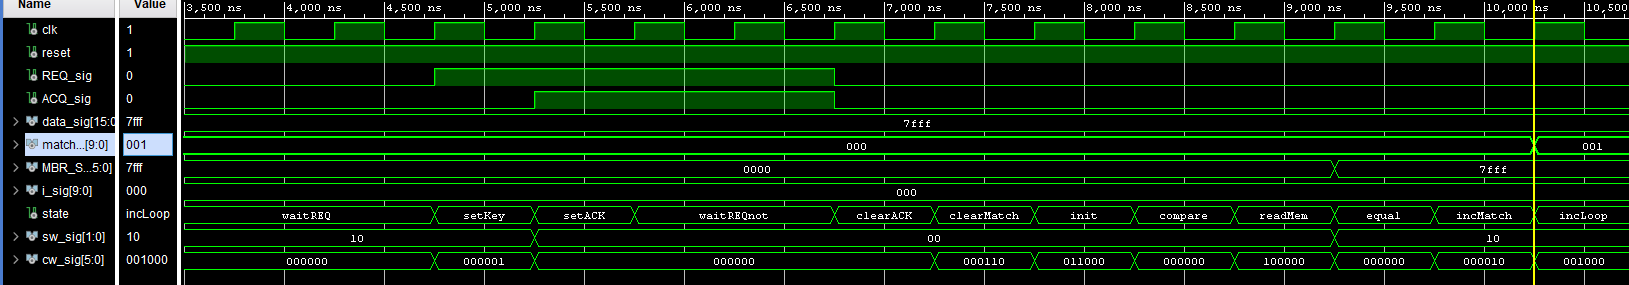 Name Value 3,500 ns 4,000 ns 4,500 ns 5,000 ns 5,500 ns 6,000 ns 6,500 ns 7,000 ns 7,500 ns 8,000 ns 8,500 ns 9,000 ns 9,500 ns 10,000 ns 10,500
clk 1
reset 1
REQ_sig 0
ACQ_sig 0
data_sig[15:0 7fff 7fff
match...[9:0] 001 000 001
MBR_S...5:0] 7fff 0000 7fff
i_sig[9:0] 000 000
state incLoop waitREQ setKey setACK waitREQnot clearACK clearMatch init compare readMem equal incMatch incLoop
sw_sig[1:0] 10 10 00 10
cw_sig[5:0] 001000 000000 000001 000000 000110 011000 000000 100000 000000 000010 001000